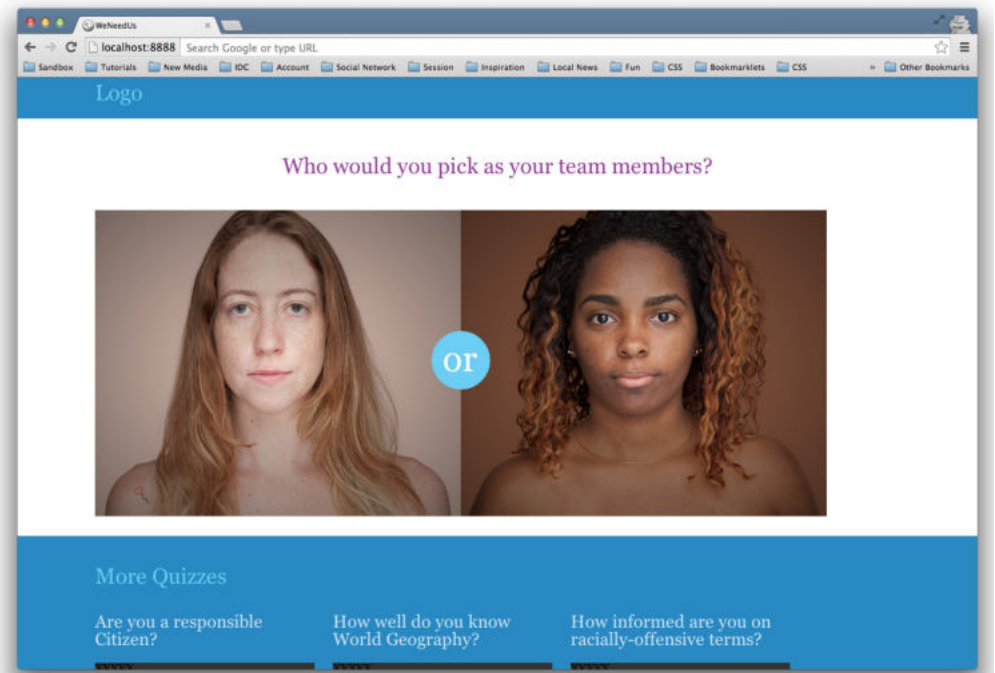 WeNeedUs
localhost:8888 Search Google or type URL
Sandbox Tutorials New Media IDC Account Social Network Session Inspiration Local News Fun CSS Bookmarklets CSS » Other Bookmarks
Logo
Who would you pick as your team members?
or
More Quizzes
Are you a responsible
Citizen?
How well do you know
World Geography?
How informed are you on
racially-offensive terms?